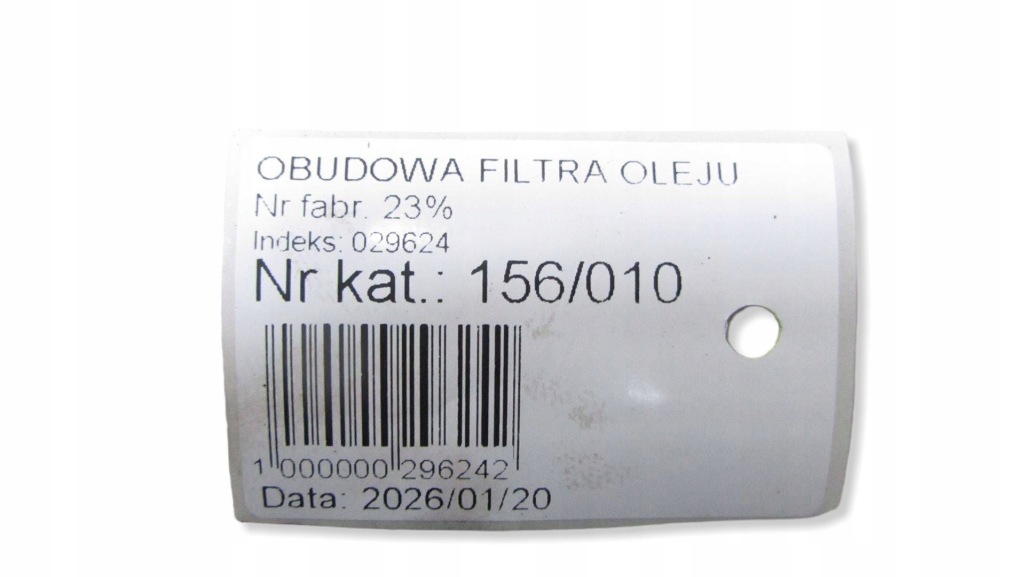 OBUDOWA FILTRA OLEJU
Nr fabr. 23%
Indeks: 029624
Nr kat.: 156/010
1 000000 296242
Data: 2026/01/20